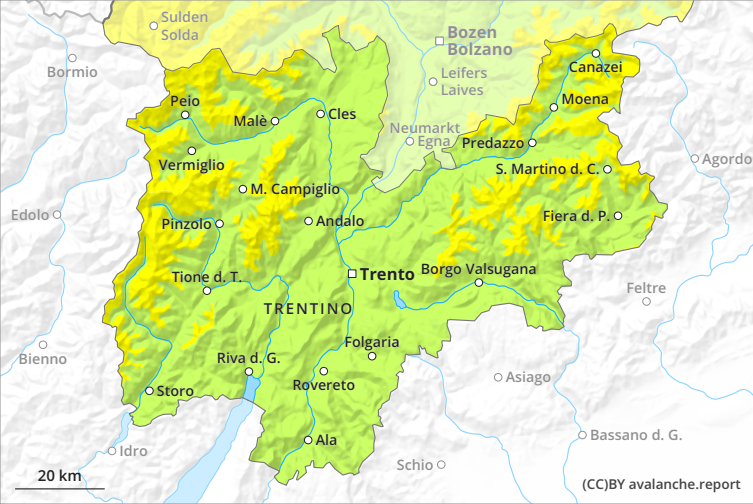 Sulden
Solda
Bozen
Bolzano
Canazei
Bormio
Leifers
Laives
Peio
Moena
Malè
Cles
Neumarkt
Egna
Predazzo
Vermiglio
Agordo
S. Martino d. C.
M. Campiglio
Edolo
Pinzolo
Andalo
Fiera d. P.
Trento
Borgo Valsugana
Tione d. T.
Feltre
TRENTINO
Folgaria
Bienno
Riva d. G.
Asiago
Rovereto
Storo
Ala
Bassano d. G.
Idro
Schio
20 km
(CC)BY avalanche.report